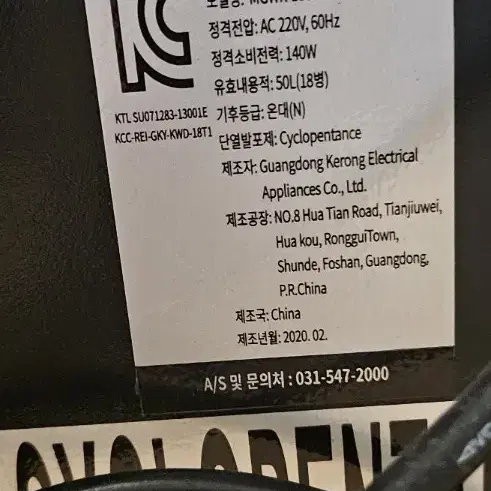 KC
정격전압: AC 220V, 60Hz
정격소비전력: 140W
유효내용적: 50L(18병)
KTL SU071283-13001E
기후등급: 온대(N)
KCC-REI-GKY-KWD-18T1
단열발포제: Cyclopentance
제조자: Guangdong Kerong Electrical
Appliances Co., Ltd.
제조공장: NO.8 Hua Tian Road, Tianjiuwei,
Hua kou, RongguiTown,
Shunde, Foshan, Guangdong,
P.R.China
제조국: China
제조년월: 2020. 02.
A/S 및 문의처 : 031-547-2000